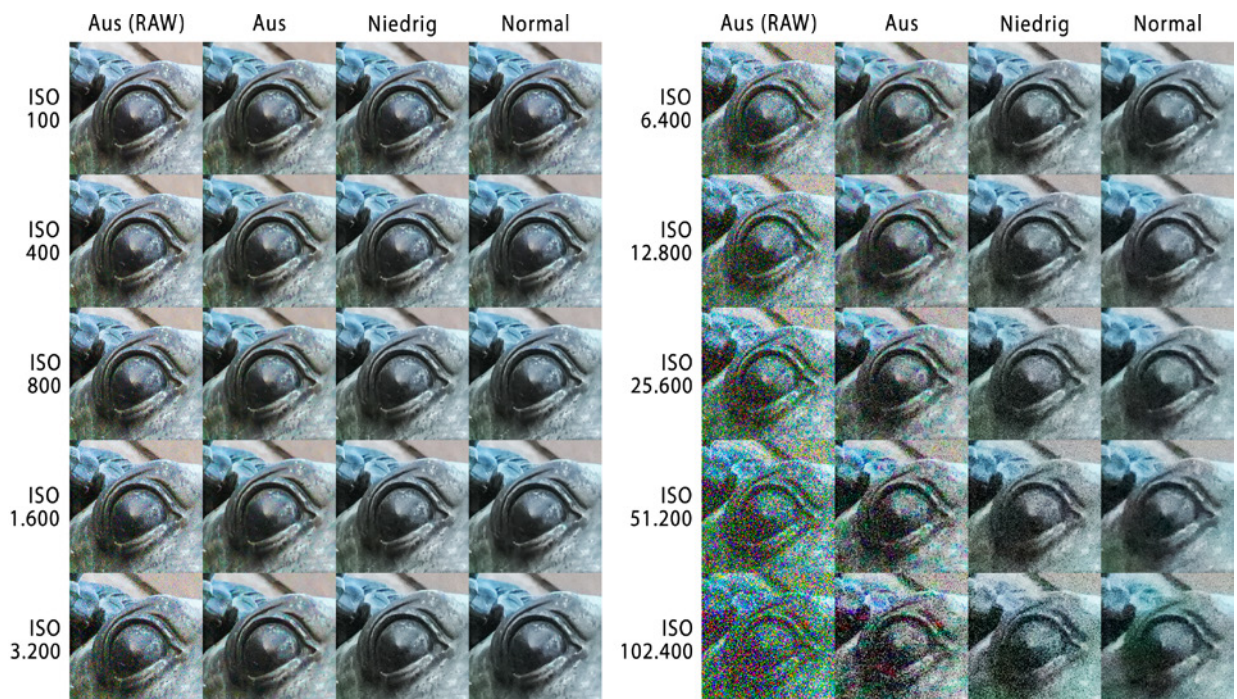 Aus (RAW) Aus Niedrig Normal
ISO
100
ISO
400
ISO
800
ISO
1.600
ISO
3.200
Aus (RAW) Aus Niedrig Normal
ISO
6.400
ISO
12.800
ISO
25.600
ISO
51.200
ISO
102.400